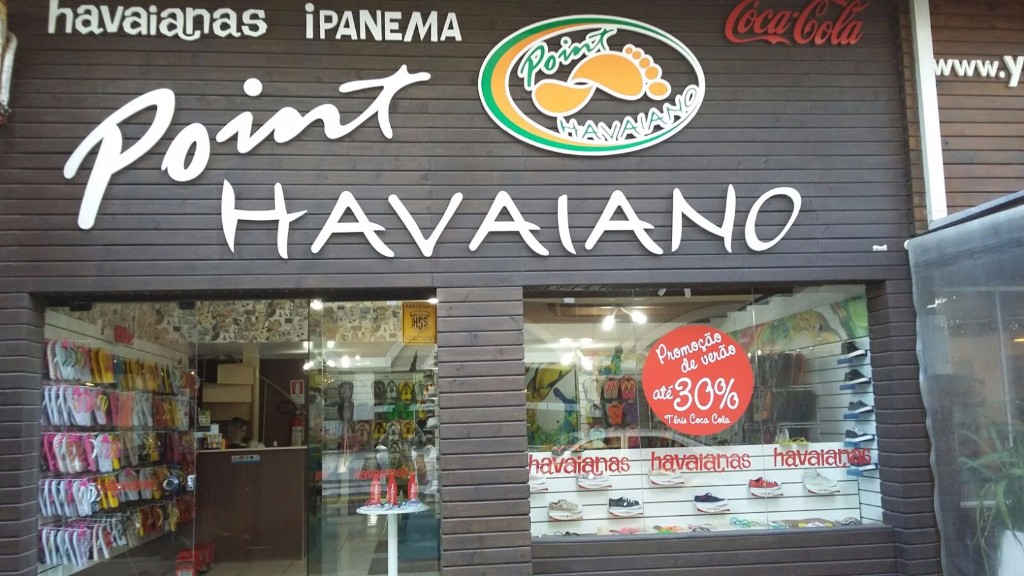 havaianas IPANEMA
Coca-Cola
Point
HAVAIANO
www.y
Point
HAVAIANO
Promoção
de verão
até 30%
Tênis Coca Cola
havaianas havaianas havaianas